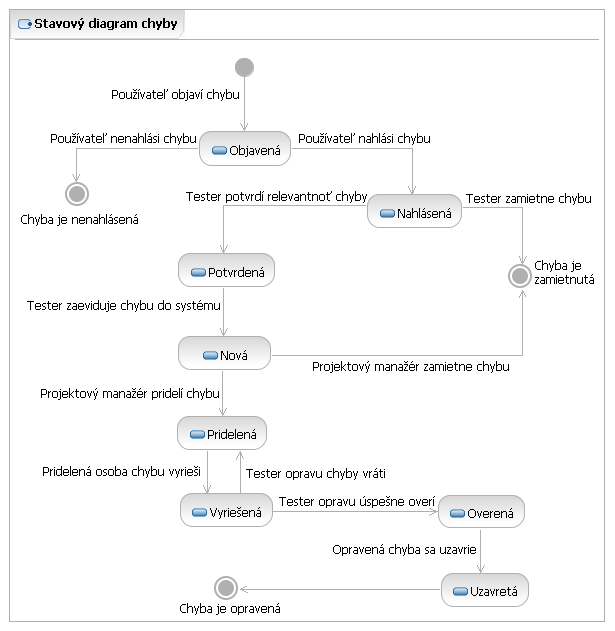 Stavový diagram chyby
Používateľ objaví chybu
Používateľ nenahlási chybu
Používateľ nahlási chybu
Objavená
Chyba je nenahlásená
Tester potvrdí relevantnoť chyby
Tester zamietne chybu
Nahlásená
Potvrdená
Chyba je
zamietnutá
Tester zaeviduje chybu do systému
Nová
Projektový manažér zamietne chybu
Projektový manažér pridelí chybu
Pridelená
Pridelená osoba chybu vyrieši
Tester opravu chyby vráti
Vyriešená
Tester opravu úspešne overí
Overená
Opravená chyba sa uzavrie
Uzavretá
Chyba je opravená